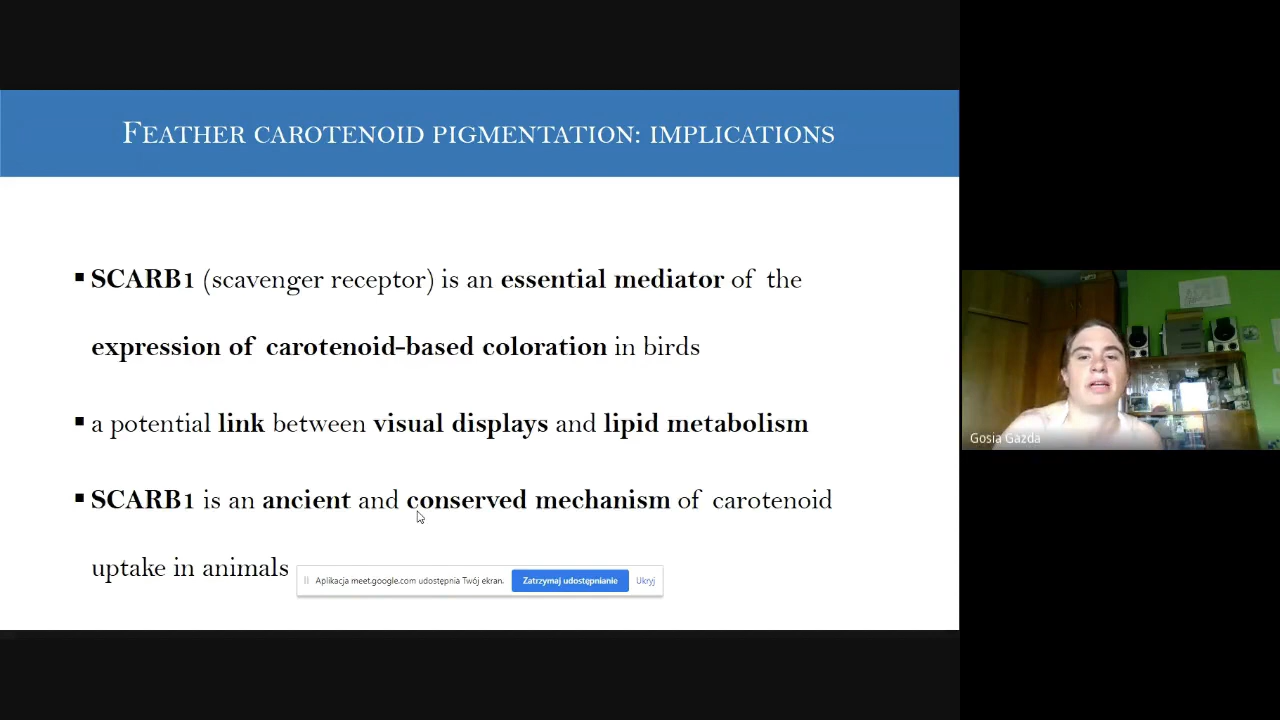 FEATHER CAROTENOID PIGMENTATION: IMPLICATIONS
▪ SCARB1 (scavenger receptor) is an essential mediator of the
expression of carotenoid-based coloration in birds
▪ a potential link between visual displays and lipid metabolism
▪ SCARB1 is an ancient and conserved mechanism of carotenoid
uptake in animals
Aplikacja meet.google.com udostępnia Twój ekran. Zatrzymaj udostępnianie Ukryj
Gosia Gazda